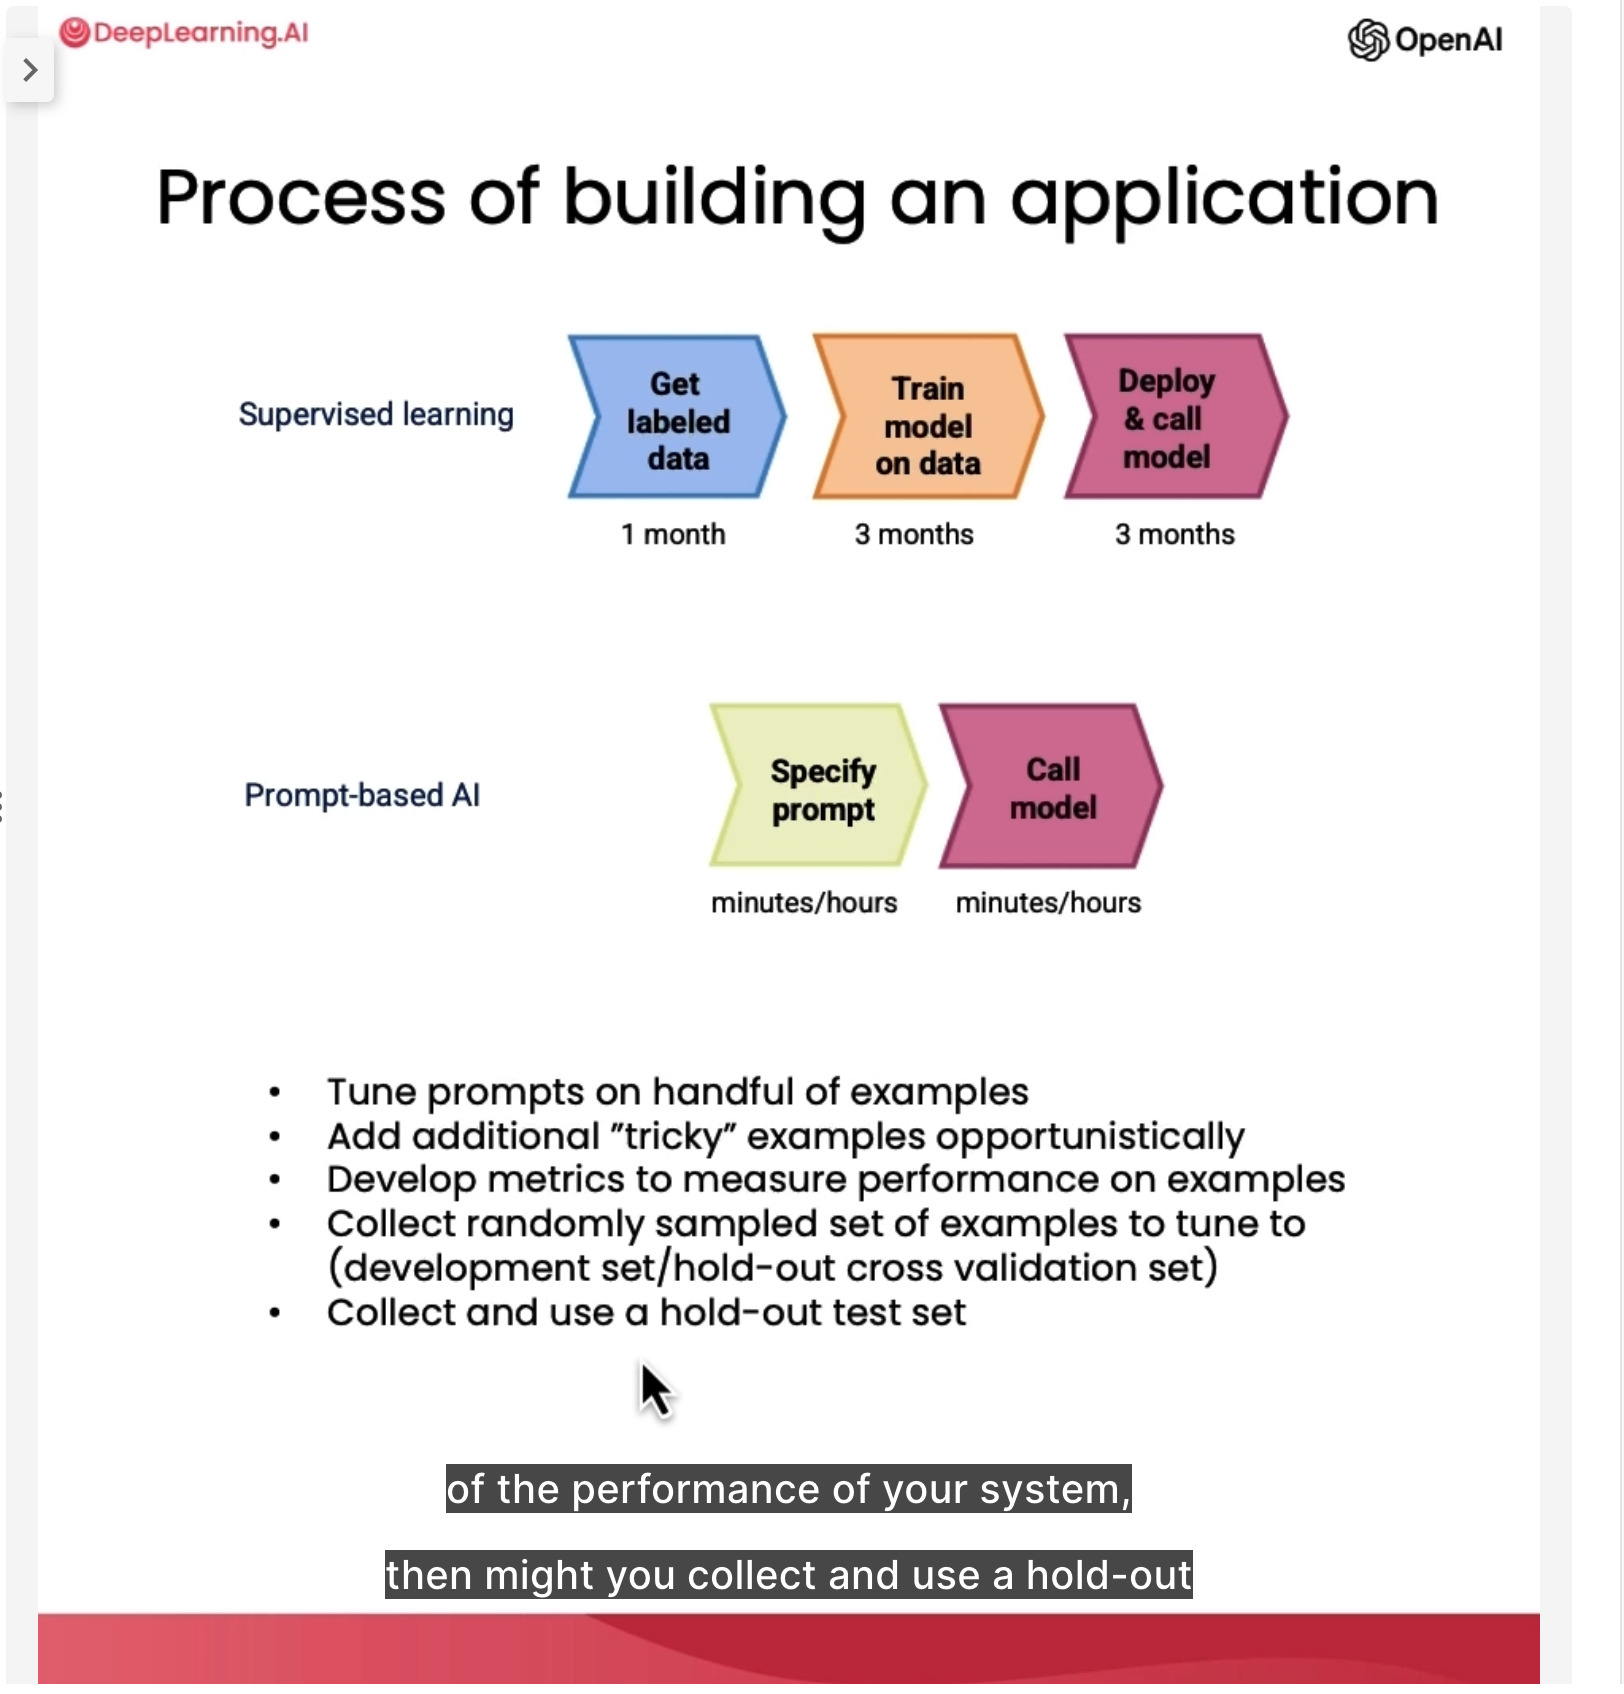 DeepLearning.AI
OpenAI
Process of building an application
Supervised learning
Get
labeled
data
Train
model
on data
Deploy
& call
model
1 month
3 months
3 months
Prompt-based AI
Specify
prompt
Call
model
minutes/hours
minutes/hours
• Tune prompts on handful of examples
• Add additional ”tricky” examples opportunistically
• Develop metrics to measure performance on examples
• Collect randomly sampled set of examples to tune to
(development set/hold-out cross validation set)
• Collect and use a hold-out test set
of the performance of your system,
then might you collect and use a hold-out